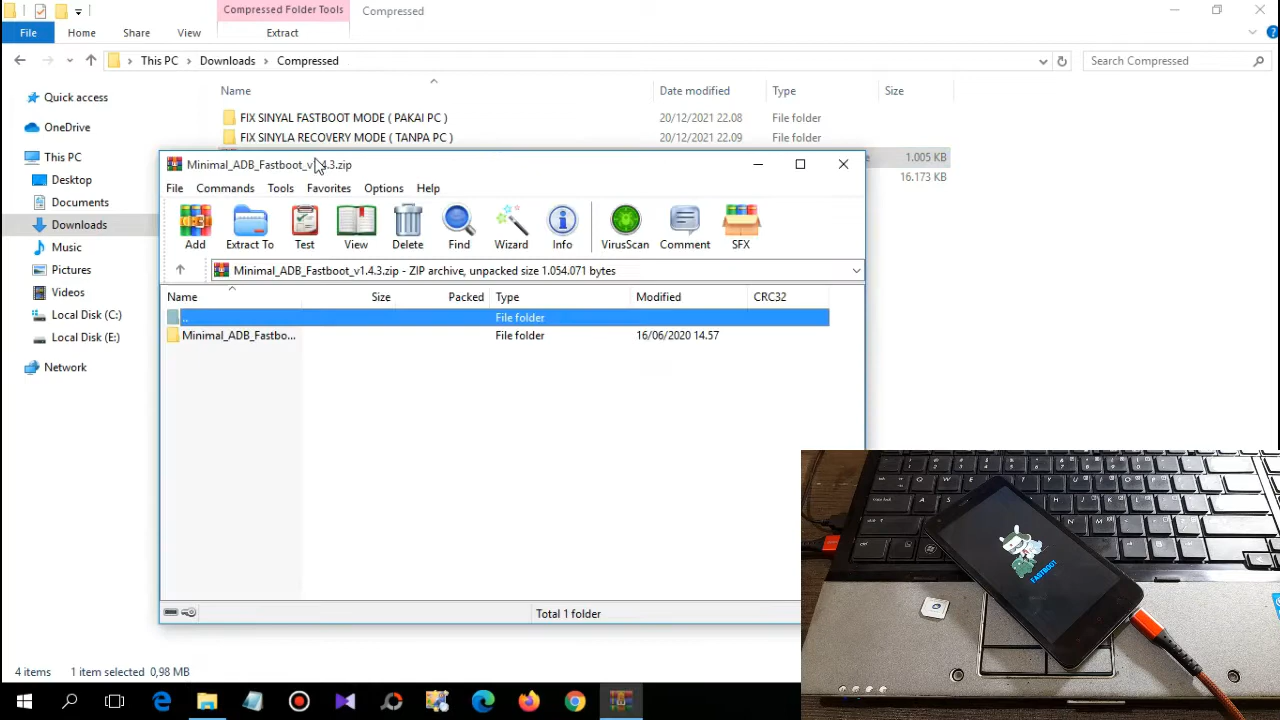 Compressed Folder Tools
Compressed
File
Home
Share
View
Extract
This PC
Downloads
Compressed
Search Compressed
Name
Date modified
Type
Size
Quick access
OneDrive
This PC
Desktop
Documents
Downloads
Music
Pictures
Videos
Local Disk (C:)
Local Disk (E:)
Network
FIX SINYAL FASTBOOT MODE ( PAKAI PC )
20/12/2021 22.08
File folder
FIX SINYLA RECOVERY MODE ( TANPA PC )
20/12/2021 22.09
File folder
1.005 KB
16.173 KB
Minimal_ADB_Fastboot_v1.4.3.zip
File
Commands
Tools
Favorites
Options
Help
Add
Extract To
Test
View
Delete
Find
Wizard
Info
VirusScan
Comment
SFX
Minimal_ADB_Fastboot_v1.4.3.zip - ZIP archive, unpacked size 1.054.071 bytes
Name
Size
Packed
Type
Modified
CRC32
..
File folder
Minimal_ADB_Fastbo...
File folder
16/06/2020 14.57
Total 1 folder
4 items
1 item selected 0,98 MB
FASTBOOT